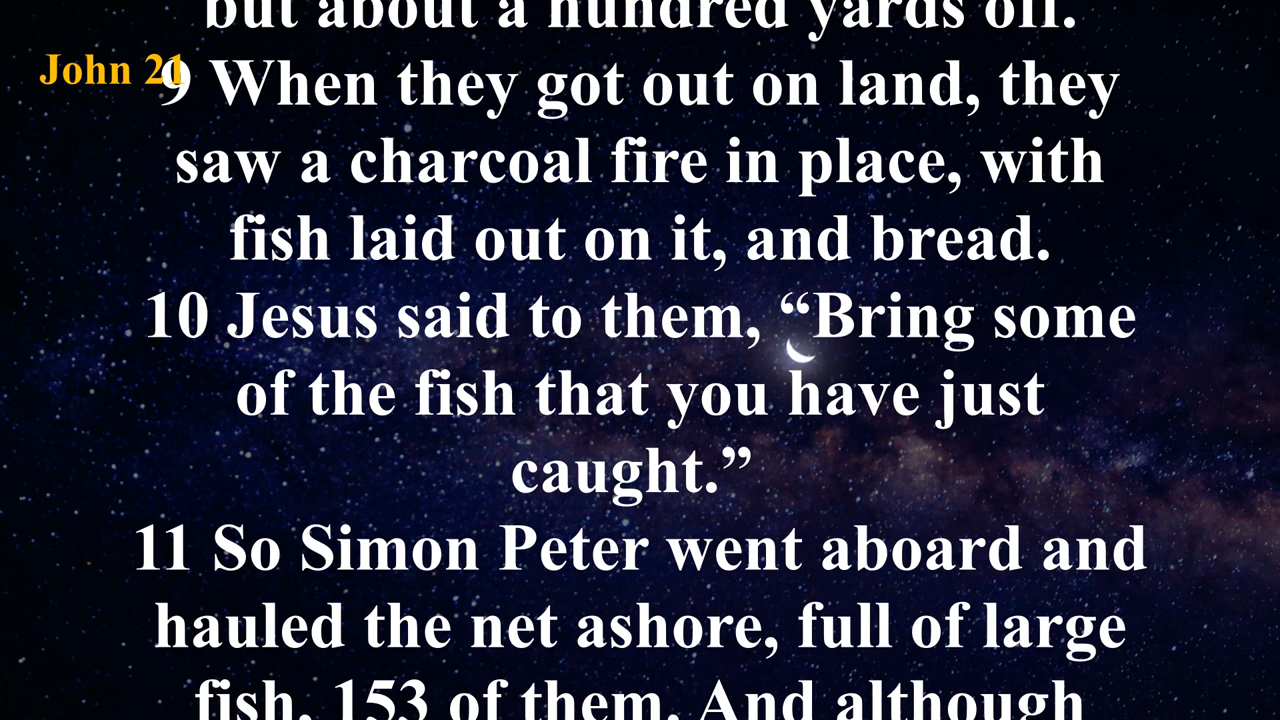 but about a hundred yards off.
John 21
9 When they got out on land, they
saw a charcoal fire in place, with
fish laid out on it, and bread.
10 Jesus said to them, “Bring some
of the fish that you have just
caught.”
11 So Simon Peter went aboard and
hauled the net ashore, full of large
fish, 153 of them. And although